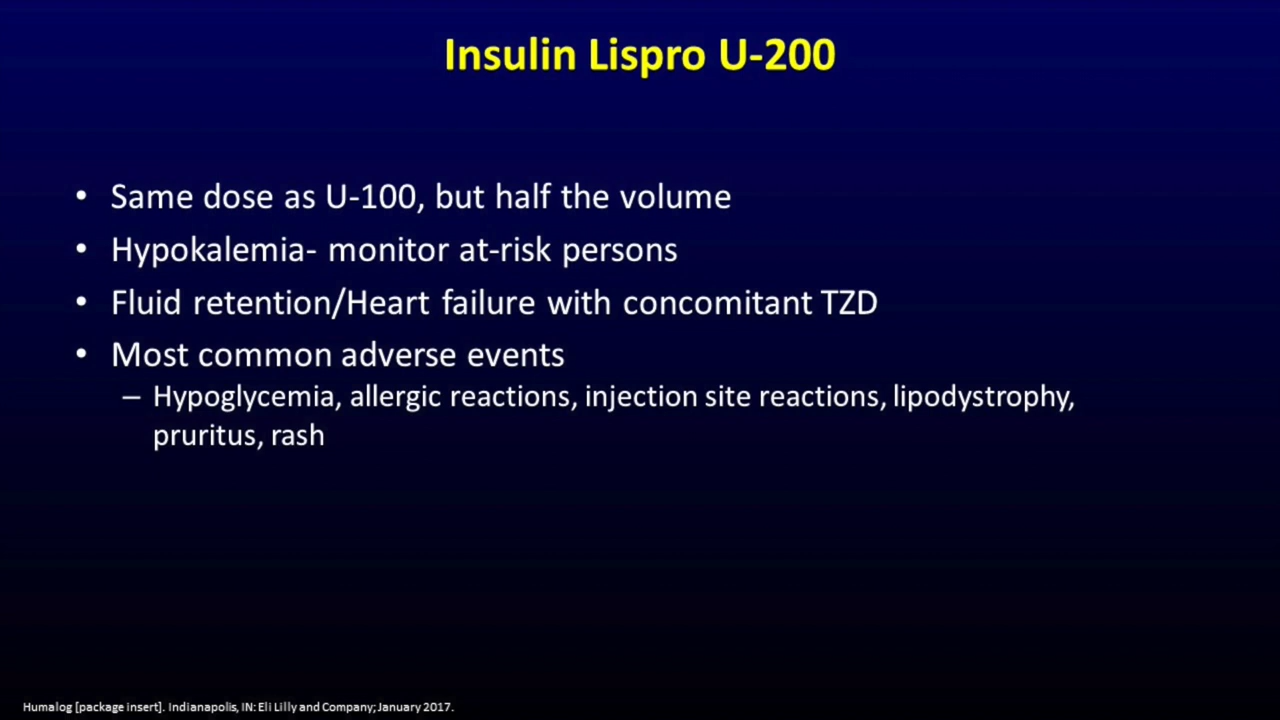 Insulin Lispro U-200
• Same dose as U-100, but half the volume
• Hypokalemia- monitor at-risk persons
• Fluid retention/Heart failure with concomitant TZD
• Most common adverse events
– Hypoglycemia, allergic reactions, injection site reactions, lipodystrophy,
pruritus, rash
Humalog [package insert]. Indianapolis, IN: Eli Lilly and Company; January 2017.